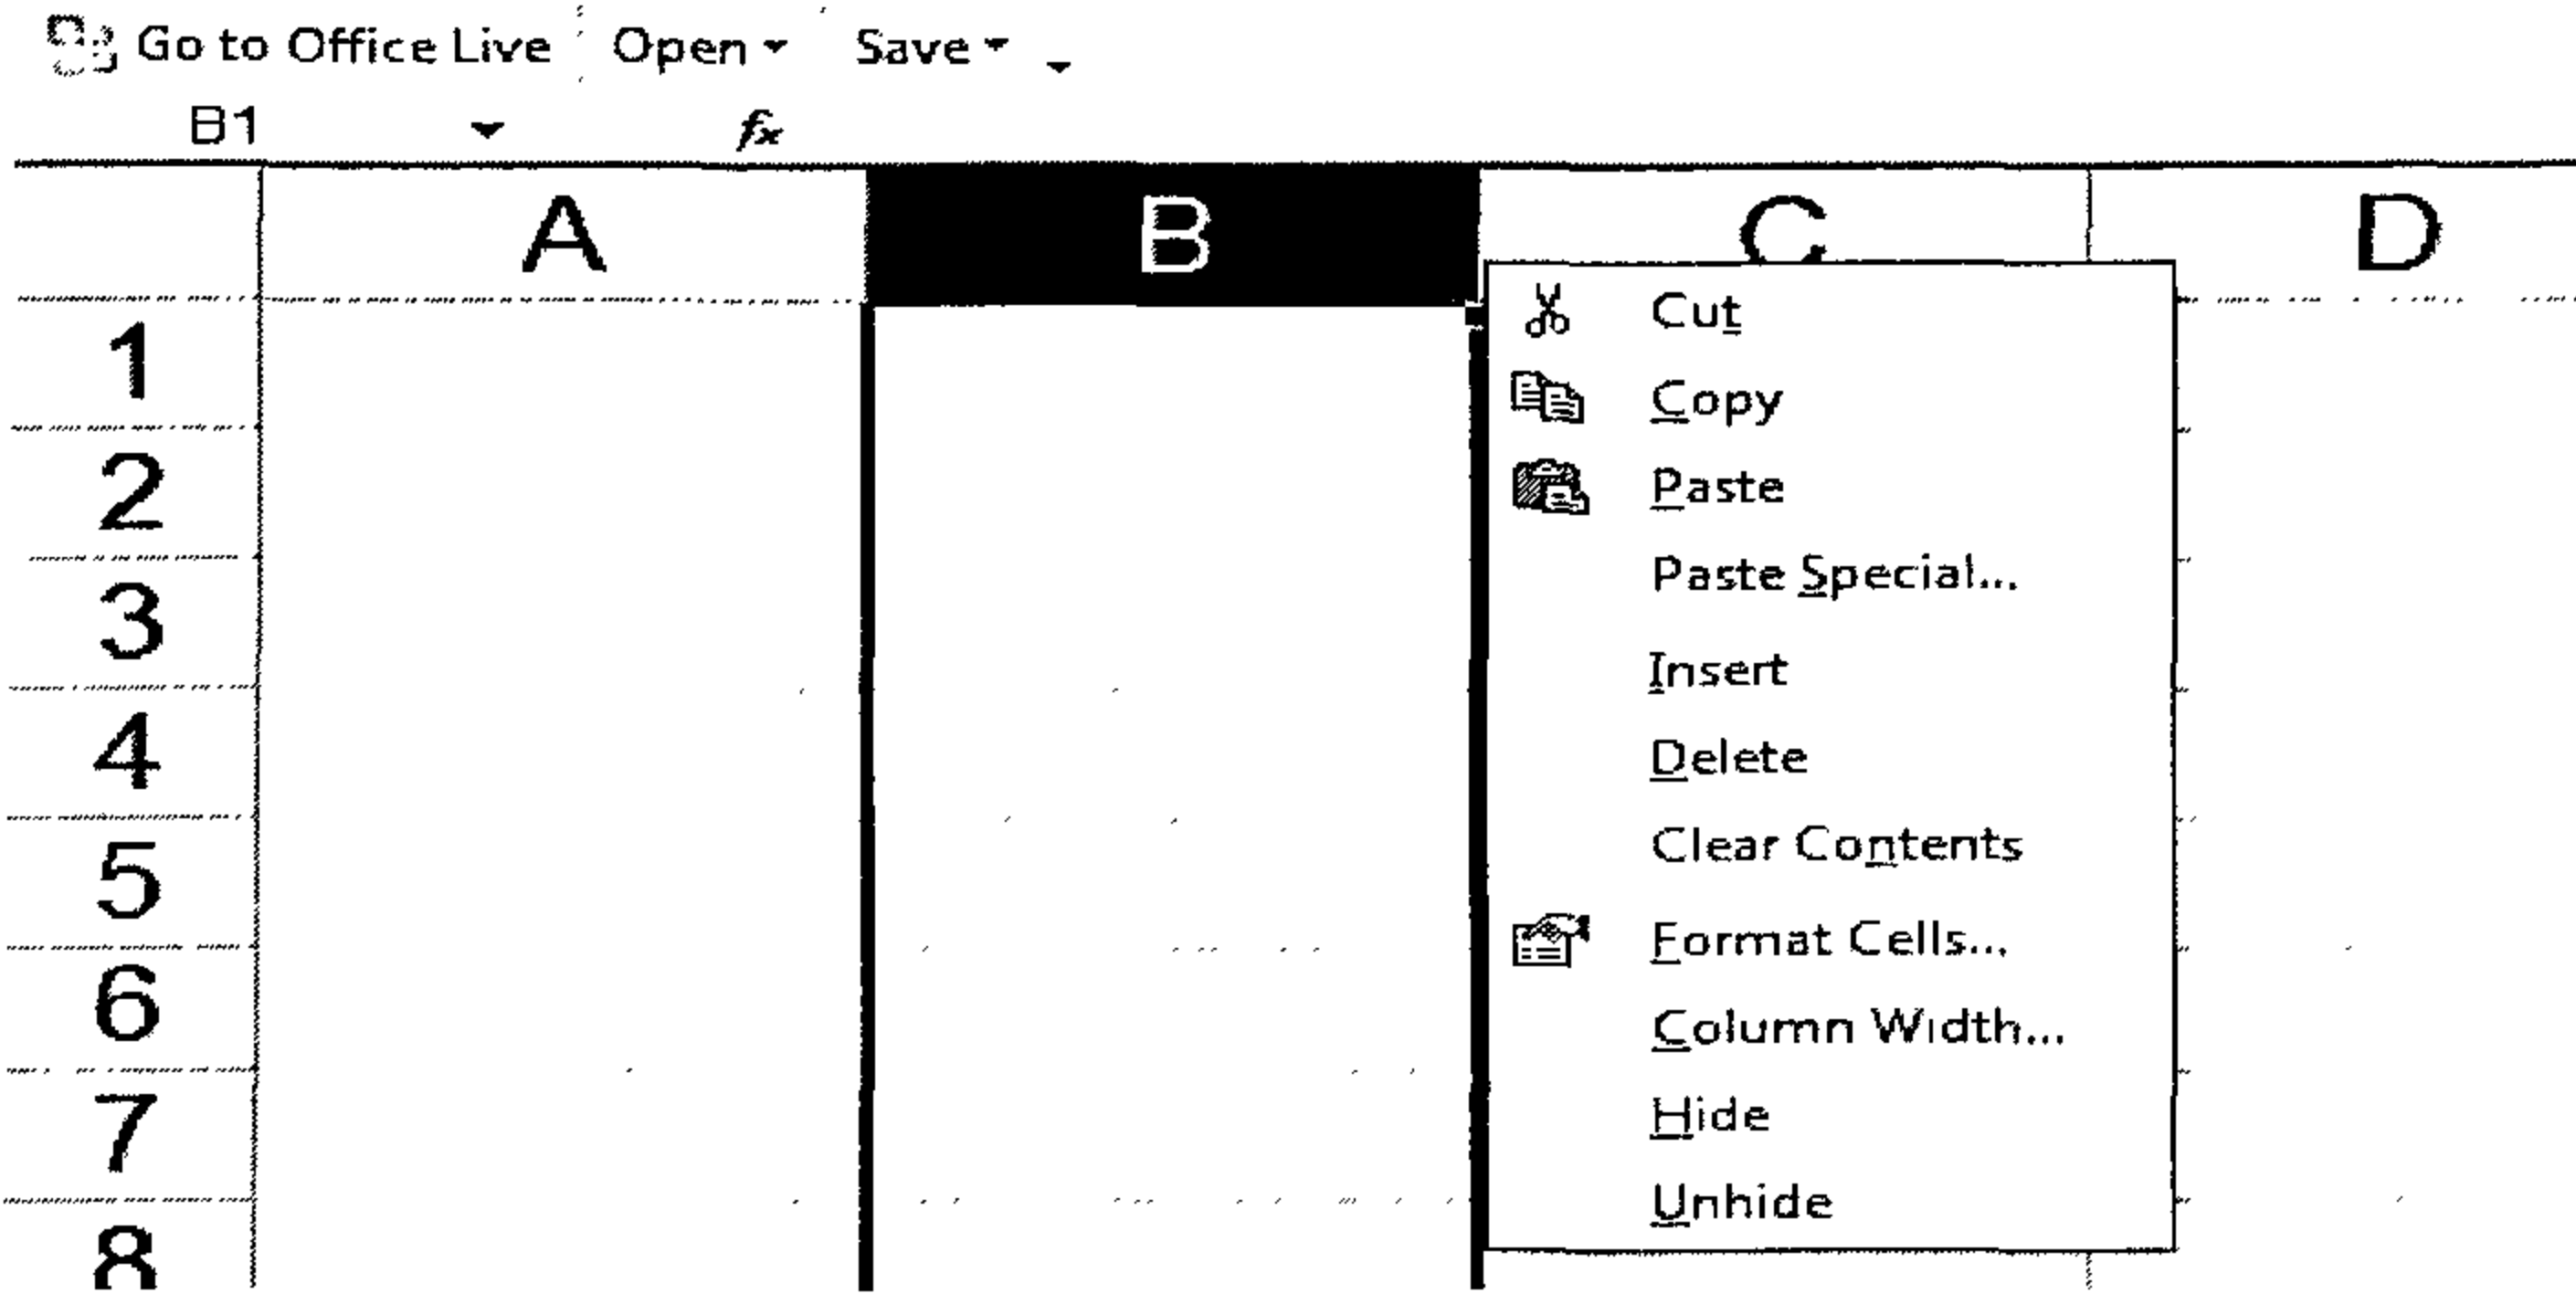 Go to Office Live Open Save
B1 fx
A B C D
1
2
3
4
5
6
7
8
Cut
Copy
Paste
Paste Special...
Insert
Delete
Clear Contents
Format Cells...
Column Width...
Hide
Unhide